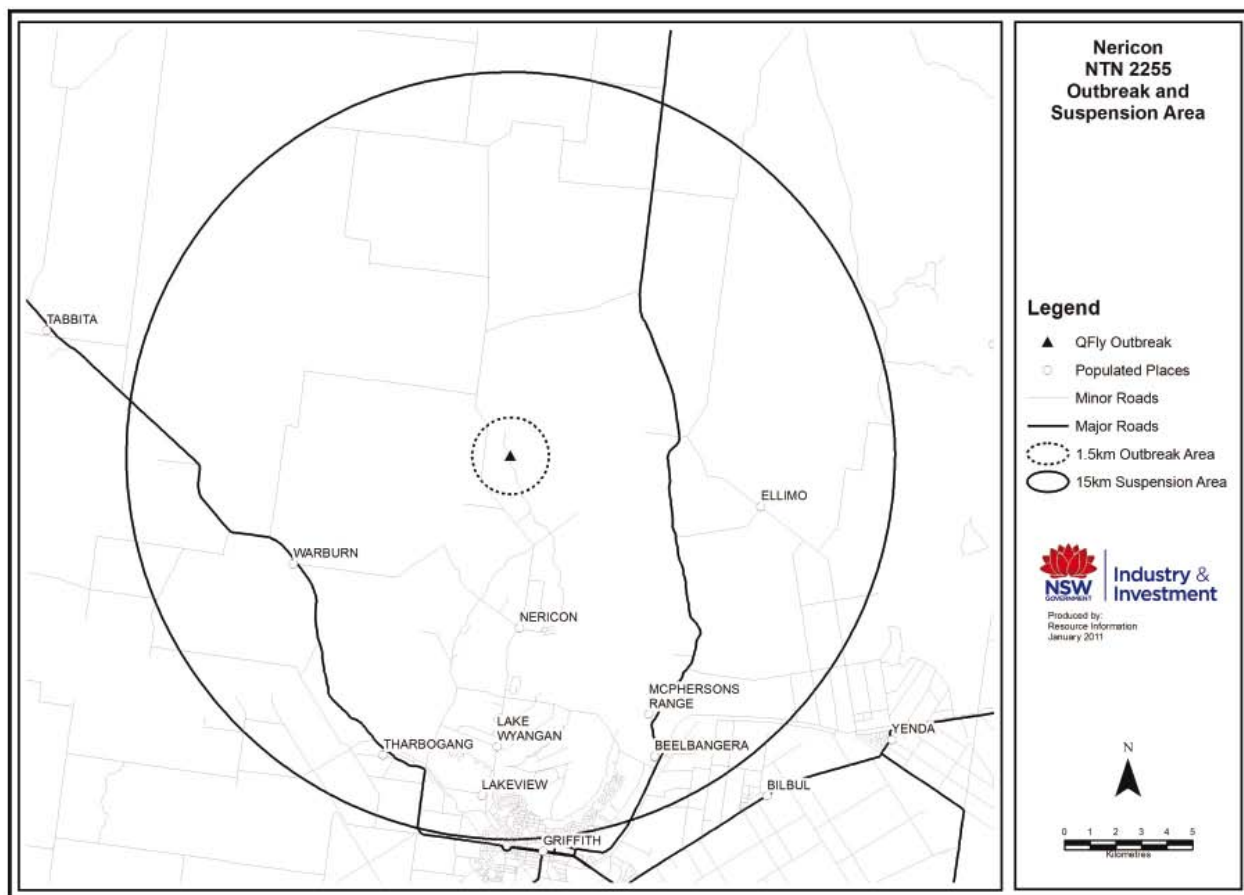 Nericon
NTN 2255
Outbreak and
Suspension Area
TABBITA
ELLIMO
WARBURN
NERICON
MCPHERSONS
RANGE
LAKE
WYANGAN
THARBOGANG
BEELBANGERA
YENDA
LAKEVIEW
BILBUL
GRIFFITH
Legend
QFly Outbreak
Populated Places
Minor Roads
Major Roads
1.5km Outbreak Area
15km Suspension Area
NSW
GOVERNMENT
Industry &
Investment
Produced by:
Resource Information
January 2011
N
0 1 2 3 4 5
Kilometres